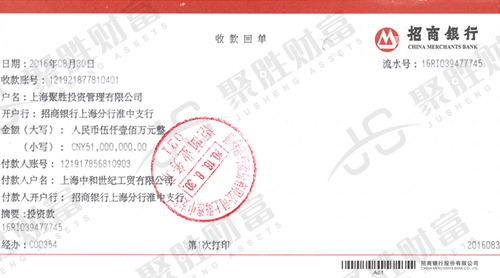 招商银行
CHINA MERCHANTS BANK
收款回单
日期：2016年08月30日
流水号：16RI039477745
收款账号：121921877810401
户名：上海聚胜投资管理有限公司
开户行：招商银行上海分行淮中支行
金额（大写）：人民币伍仟壹佰万元整
（小写）：CNY51,000,000.00
付款人账号：121917856810903
付款人户名：上海中和世纪工贸有限公司
付款人开户行：招商银行上海分行淮中支行
摘要：投资款
16RI039477745
经办：C00354
第1次打印
2016083
招商银行股份有限公司
CHINA MERCHANTS BANK CO.,LTD.
A01
聚胜财富
JUSHENG ASSETS